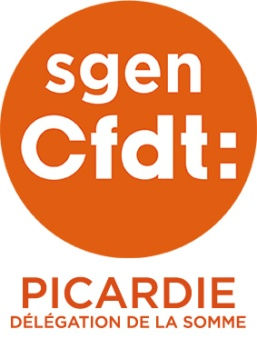 sgen
Cfdt:
PICARDIE
DÉLÉGATION DE LA SOMME